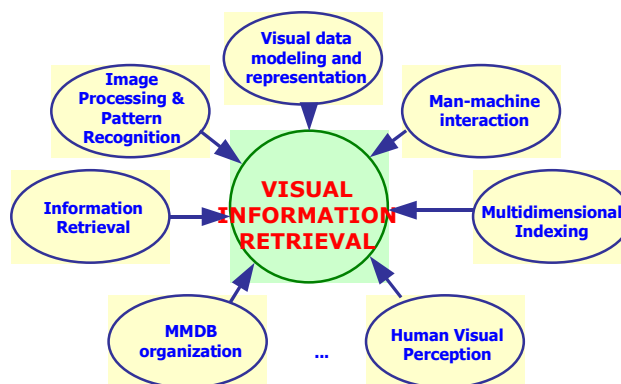 Visual data
modeling and
representation
Image
Processing &
Pattern
Recognition
Man-machine
interaction
VISUAL
INFORMATION
RETRIEVAL
Information
Retrieval
Multidimensional
Indexing
MMDB
organization
...
Human Visual
Perception